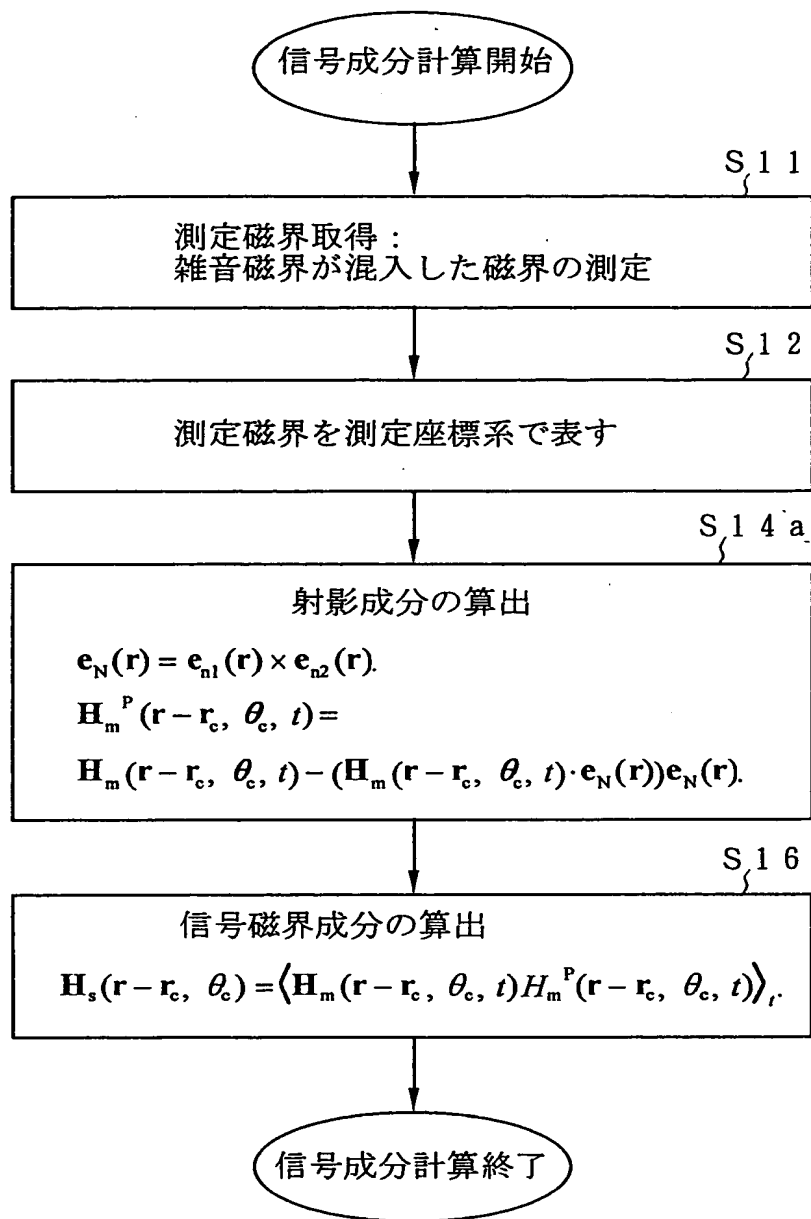 信号成分計算開始
S11
測定磁界取得:
雑音磁界が混入した磁界の測定
S12
測定磁界を測定座標系で表す
S14a
射影成分の算出
e_N(r) = e_n1(r) × e_n2(r).
H_m^P(r − r_c, θ_c, t) =
H_m(r − r_c, θ_c, t) − (H_m(r − r_c, θ_c, t) · e_N(r))e_N(r).
S16
信号磁界成分の算出
H_s(r − r_c, θ_c) = ⟨H_m(r − r_c, θ_c, t)H_m^P(r − r_c, θ_c, t)⟩_t.
信号成分計算終了